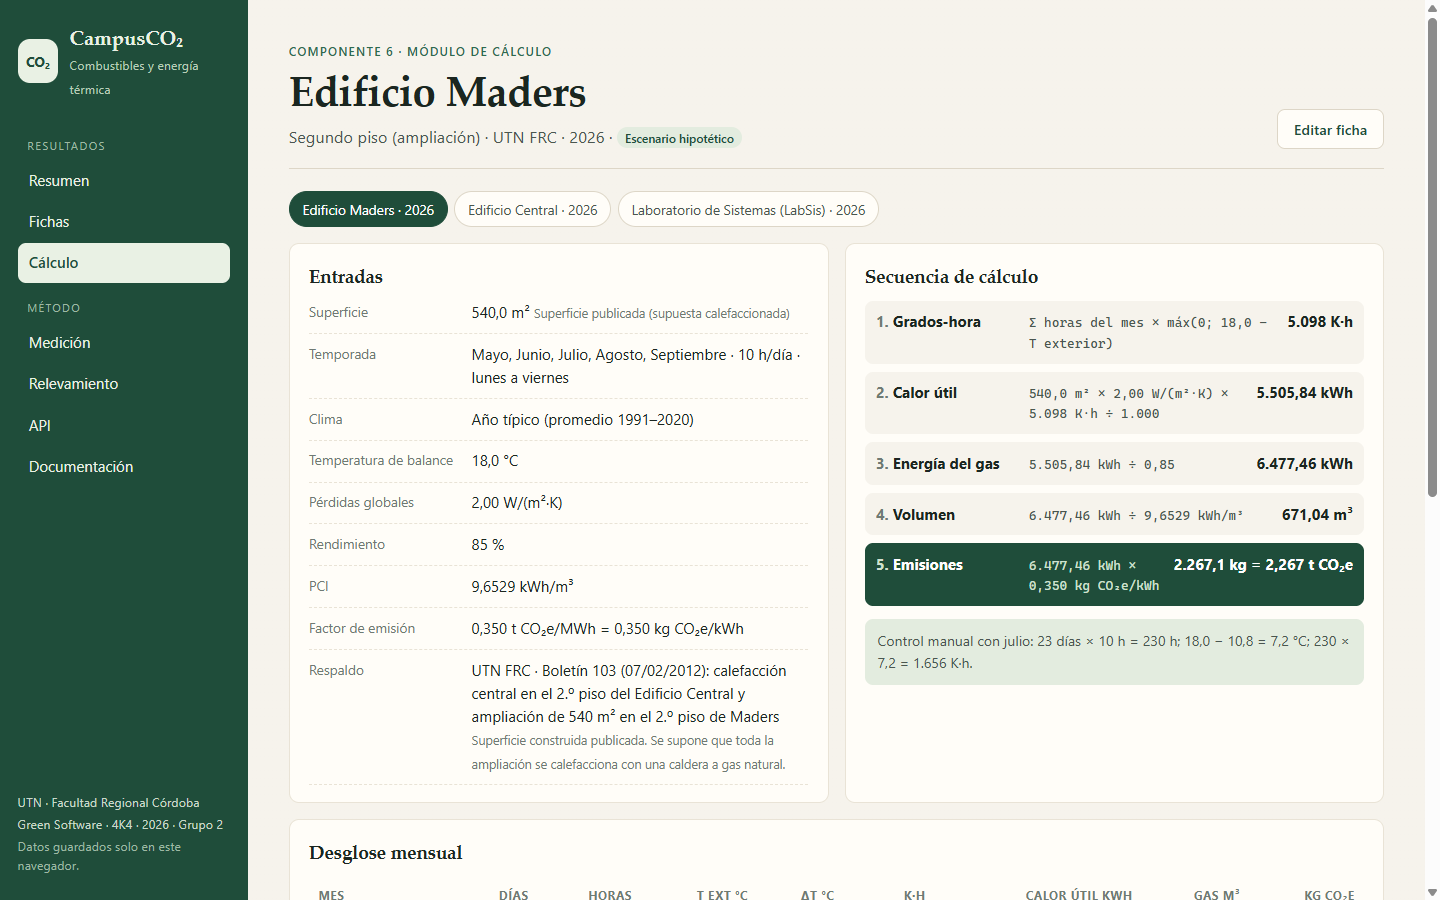 CO₂
CampusCO₂
Combustibles y energía
térmica
RESULTADOS
Resumen
Fichas
Cálculo
MÉTODO
Medición
Relevamiento
API
Documentación
UTN · Facultad Regional Córdoba
Green Software · 4K4 · 2026 · Grupo 2
Datos guardados solo en este
navegador.
COMPONENTE 6 · MÓDULO DE CÁLCULO
Edificio Maders
Segundo piso (ampliación) · UTN FRC · 2026 · Escenario hipotético
Editar ficha
Edificio Maders · 2026
Edificio Central · 2026
Laboratorio de Sistemas (LabSis) · 2026
Entradas
Superficie
540,0 m² Superficie publicada (supuesta calefaccionada)
Temporada
Mayo, Junio, Julio, Agosto, Septiembre · 10 h/día ·
lunes a viernes
Clima
Año típico (promedio 1991–2020)
Temperatura de balance
18,0 °C
Pérdidas globales
2,00 W/(m²·K)
Rendimiento
85 %
PCI
9,6529 kWh/m³
Factor de emisión
0,350 t CO₂e/MWh = 0,350 kg CO₂e/kWh
Respaldo
UTN FRC · Boletín 103 (07/02/2012): calefacción
central en el 2.º piso del Edificio Central y
ampliación de 540 m² en el 2.º piso de Maders
Superficie construida publicada. Se supone que toda la
ampliación se calefacciona con una caldera a gas natural.
Secuencia de cálculo
1. Grados-hora
Σ horas del mes × máx(0; 18,0 −
T exterior)
5.098 K·h
2. Calor útil
540,0 m² × 2,00 W/(m²·K) ×
5.098 K·h ÷ 1.000
5.505,84 kWh
3. Energía del gas
5.505,84 kWh ÷ 0,85
6.477,46 kWh
4. Volumen
6.477,46 kWh ÷ 9,6529 kWh/m³
671,04 m³
5. Emisiones
6.477,46 kWh ×
0,350 kg CO₂e/kWh
2.267,1 kg = 2,267 t CO₂e
Control manual con julio: 23 días × 10 h = 230 h; 18,0 − 10,8 = 7,2 °C; 230 ×
7,2 = 1.656 K·h.
Desglose mensual
MES DÍAS HORAS T EXT °C ΔT °C K·H CALOR ÚTIL KWH GAS M³ KG CO₂E